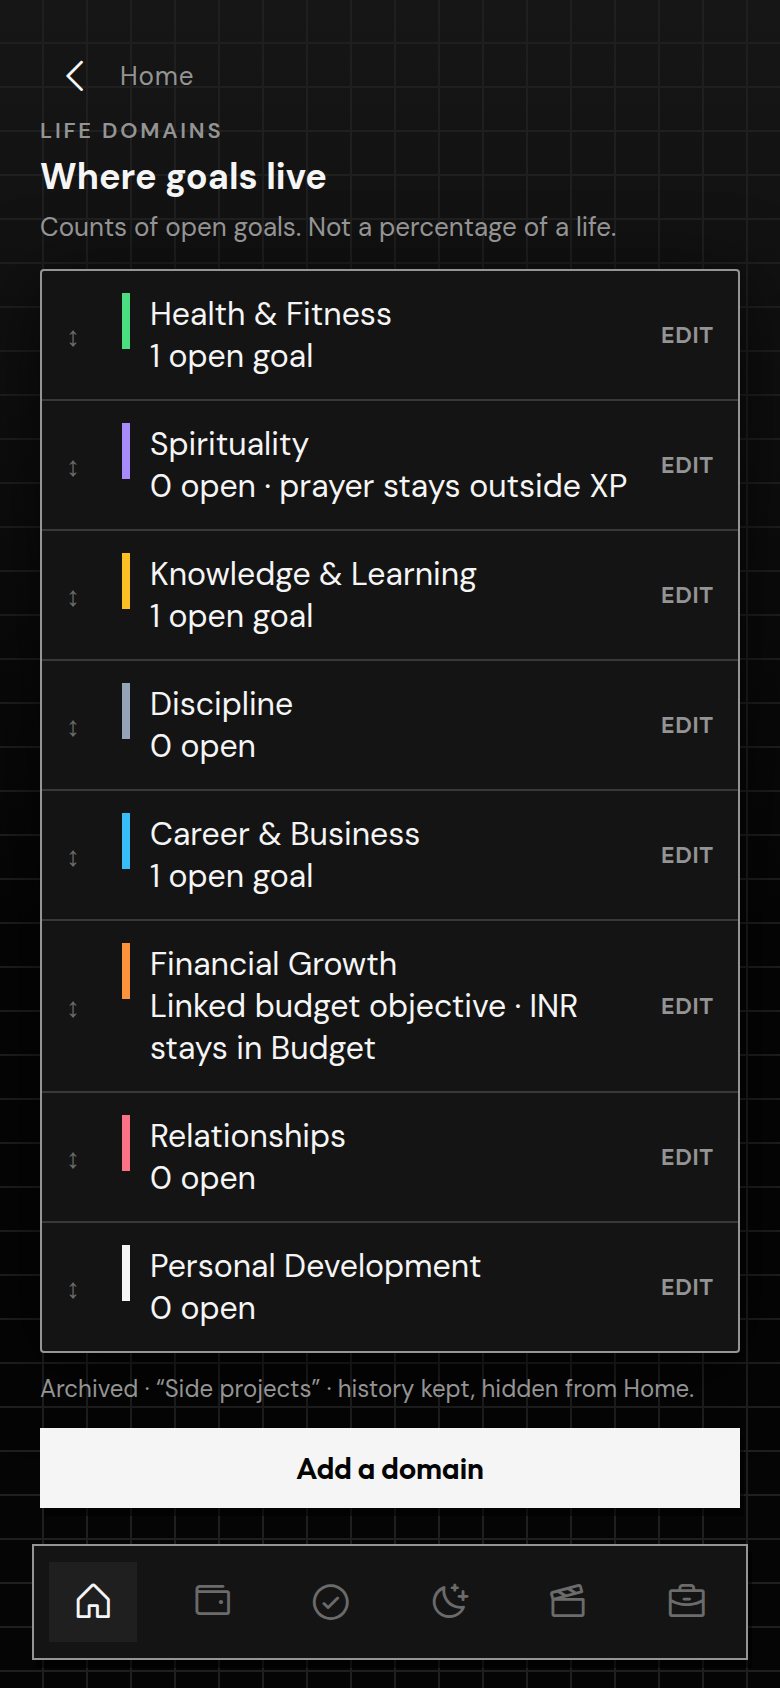 Home
LIFE DOMAINS
Where goals live
Counts of open goals. Not a percentage of a life.
Health & Fitness
1 open goal
EDIT
Spirituality
0 open · prayer stays outside XP
EDIT
Knowledge & Learning
1 open goal
EDIT
Discipline
0 open
EDIT
Career & Business
1 open goal
EDIT
Financial Growth
Linked budget objective · INR
stays in Budget
EDIT
Relationships
0 open
EDIT
Personal Development
0 open
EDIT
Archived · “Side projects” · history kept, hidden from Home.
Add a domain